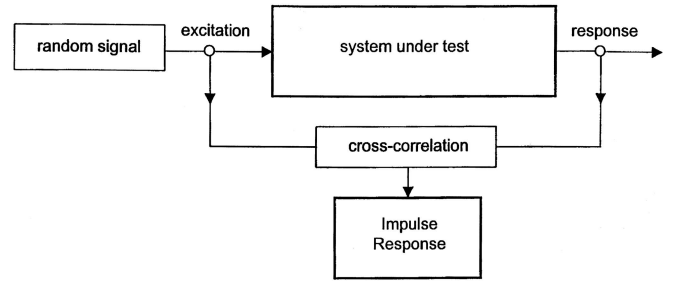 random signal
excitation
system under test
response
cross-correlation
Impulse
Response